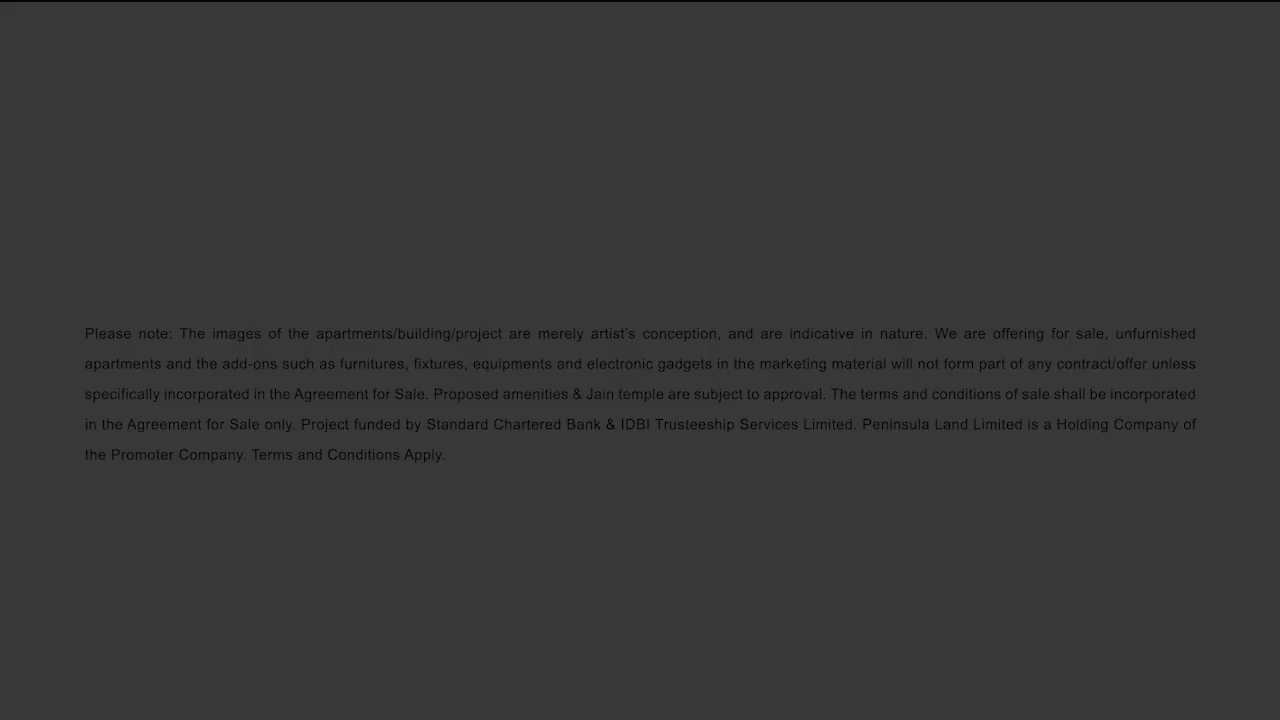 Please note: The images of the apartments/building/project are merely artist's conception, and are indicative in nature. We are offering for sale, unfurnished
apartments and the add-ons such as furnitures, fixtures, equipments and electronic gadgets in the marketing material will not form part of any contract/offer unless
specifically incorporated in the Agreement for Sale. Proposed amenities & Jain temple are subject to approval. The terms and conditions of sale shall be incorporated
in the Agreement for Sale only. Project funded by Standard Chartered Bank & IDBI Trusteeship Services Limited. Peninsula Land Limited is a Holding Company of
the Promoter Company. Terms and Conditions Apply.